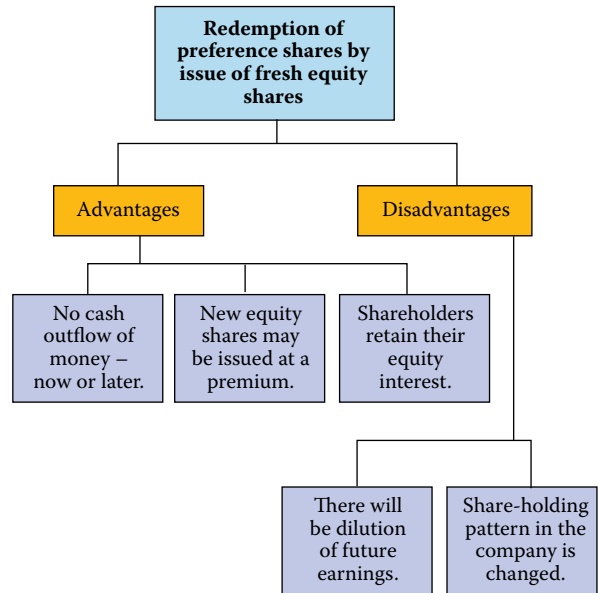 Redemption of
preference shares by
issue of fresh equity
shares
Advantages
Disadvantages
No cash
outflow of
money –
now or later.
New equity
shares may
be issued at a
premium.
Shareholders
retain their
equity
interest.
There will
be dilution
of future
earnings.
Share-holding
pattern in the
company is
changed.